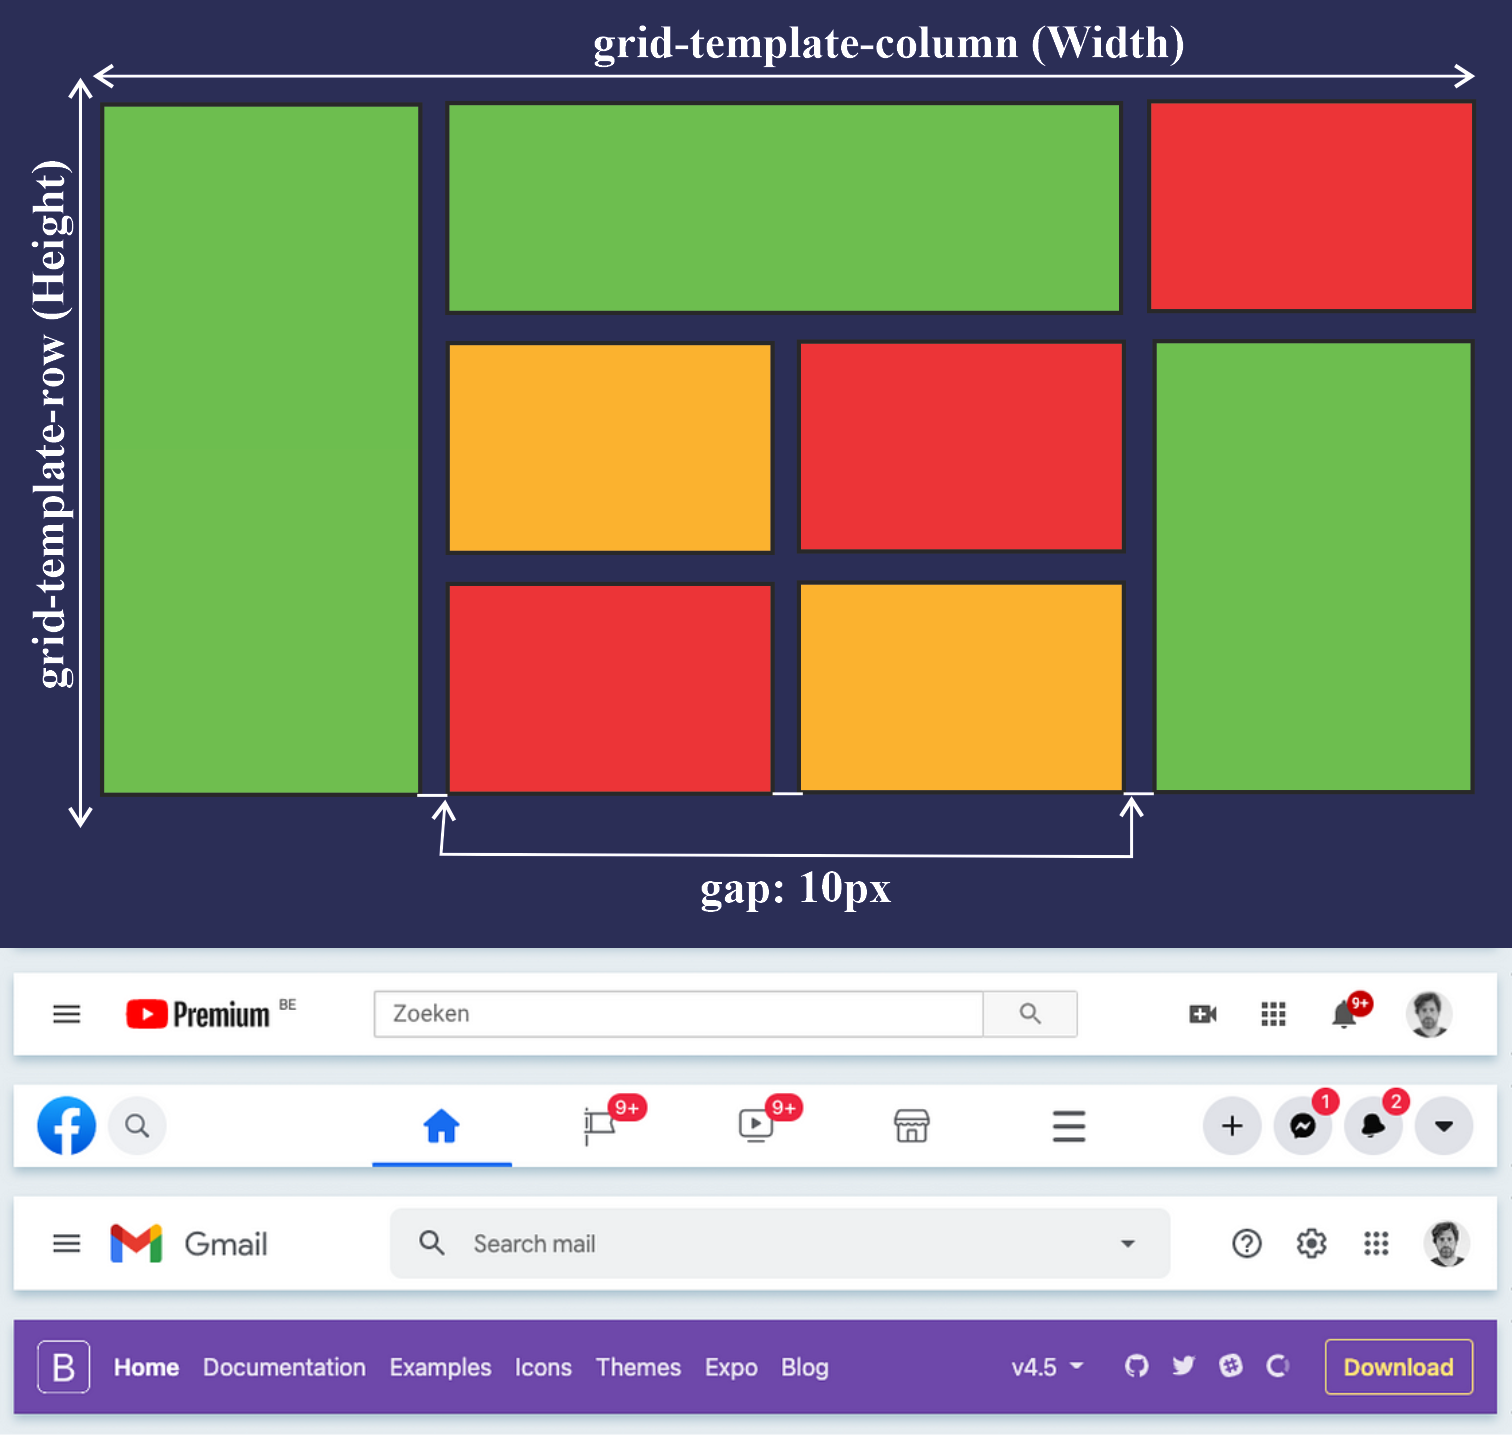 grid-template-column (Width)
grid-template-row (Height)
gap: 10px
Premium BE
Zoeken
9+
9+
9+
1
2
Gmail
Search mail
B Home Documentation Examples Icons Themes Expo Blog v4.5 Download